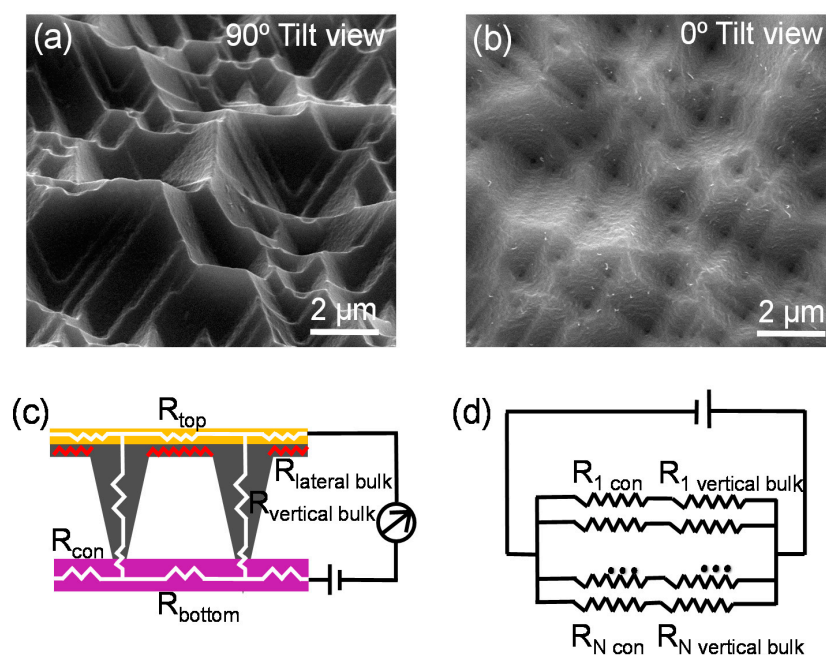 (a) 90º Tilt view
2 µm
(b) 0º Tilt view
2 µm
(c)
R top
R lateral bulk
R vertical bulk
R con
R bottom
(d)
R 1 con R 1 vertical bulk
R N con R N vertical bulk